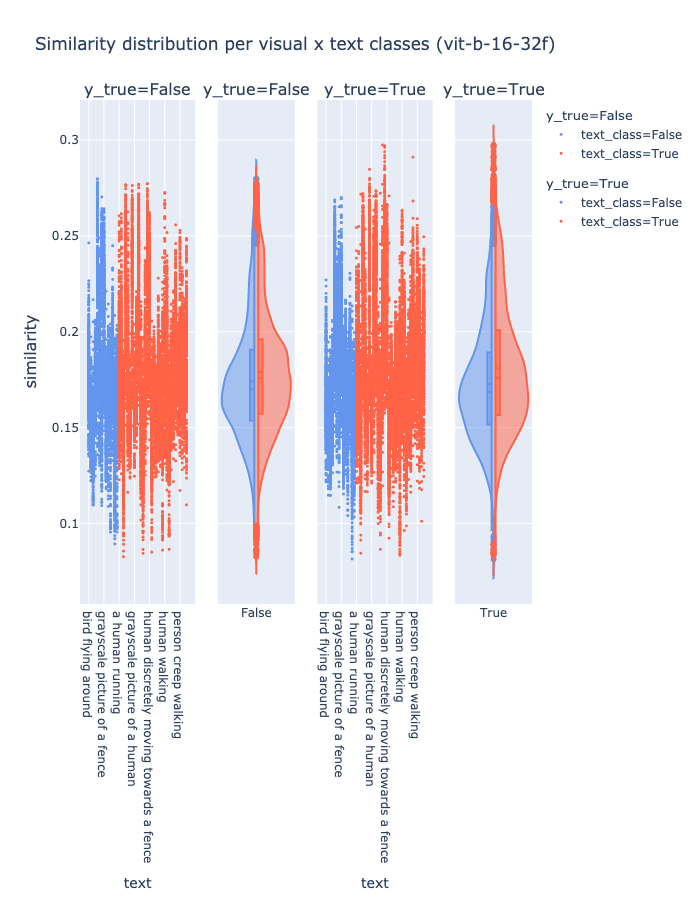 Similarity distribution per visual x text classes (vit-b-16-32f)
y_true=False
y_true=False
y_true=True
y_true=True
y_true=False
text_class=False
text_class=True
y_true=True
text_class=False
text_class=True
similarity
0.3
0.25
0.2
0.15
0.1
bird flying around
grayscale picture of a fence
a human running
grayscale picture of a human
human discretely moving towards a fence
human walking
person creep walking
False
bird flying around
grayscale picture of a fence
a human running
grayscale picture of a human
human discretely moving towards a fence
human walking
person creep walking
True
text
text